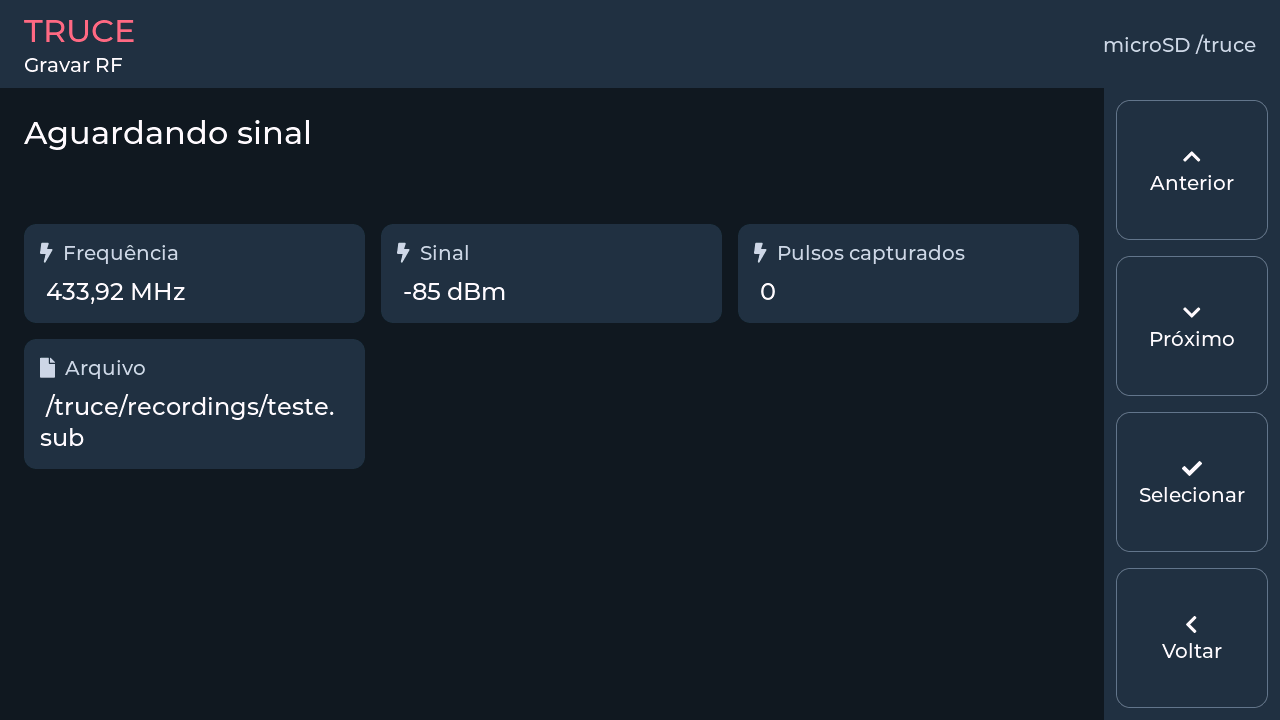 TRUCE
Gravar RF
microSD /truce
Aguardando sinal
Frequência
433,92 MHz
Sinal
-85 dBm
Pulsos capturados
0
Arquivo
/truce/recordings/teste.
sub
Anterior
Próximo
Selecionar
Voltar